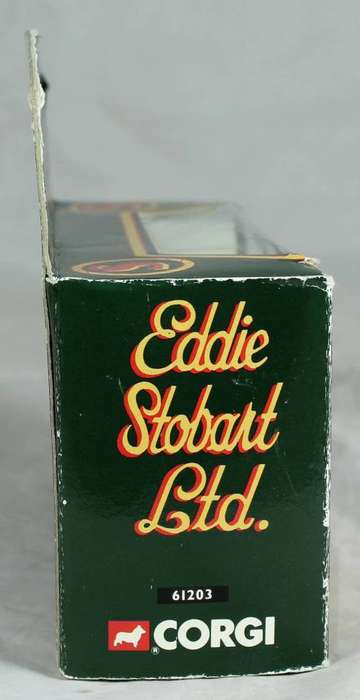 Eddie
Stobart
Ltd.
61203
CORGI
®
S